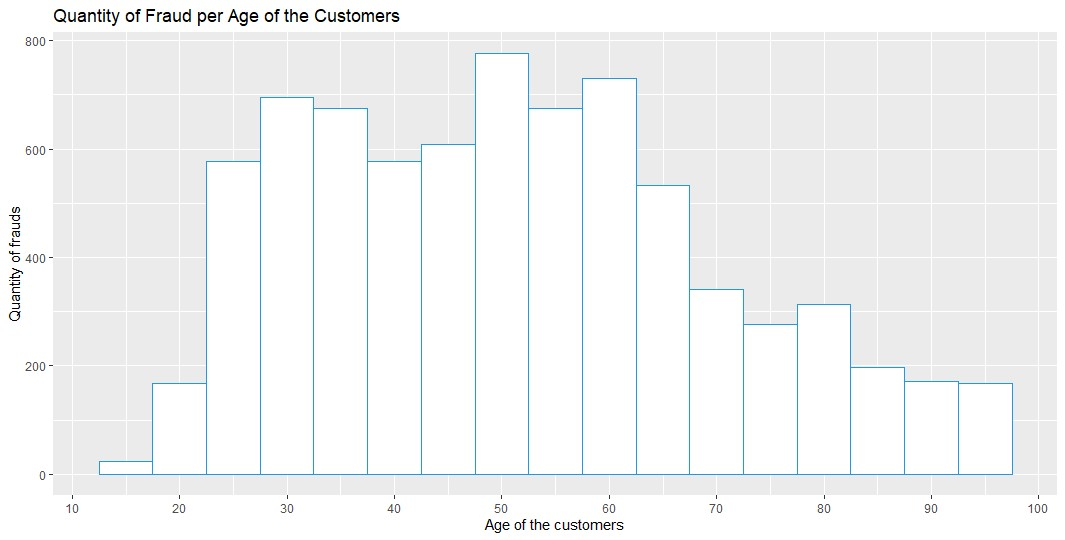 Quantity of Fraud per Age of the Customers
800
600
400
200
0
Quantity of frauds
10 20 30 40 50 60 70 80 90 100
Age of the customers